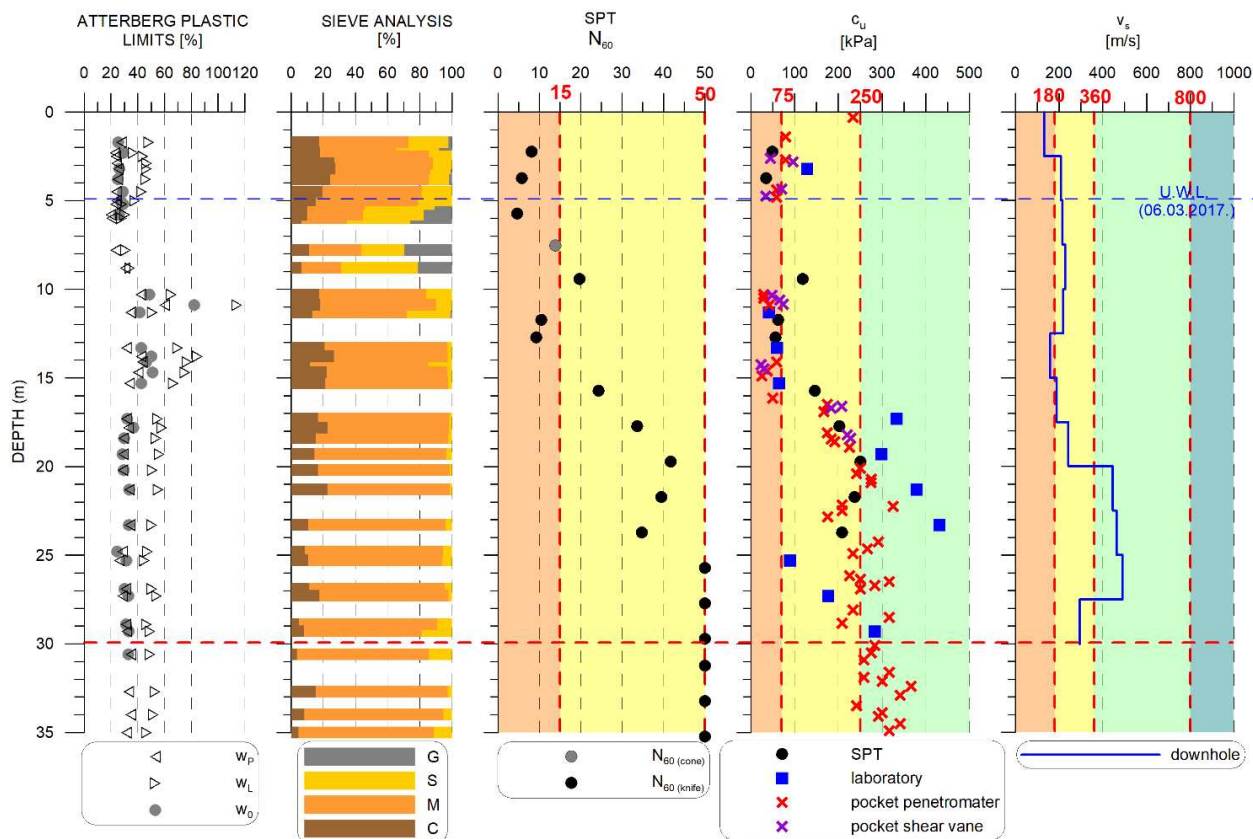 ATTERBERG PLASTIC
LIMITS [%]
0 20 40 60 80 100 120
SIEVE ANALYSIS
[%]
0 20 40 60 80 100
SPT
N60
0 10 20 30 40 50
15 50
cu
[kPa]
0 100 200 300 400 500
75 250
vs
[m/s]
0 200 400 600 800 1000
180 360 800
DEPTH (m)
0
5
10
15
20
25
30
35
U.W.L.
(06.03.2017.)
wP
wL
w0
G
S
M
C
N60 (cone)
N60 (knife)
SPT
laboratory
pocket penetromater
pocket shear vane
downhole